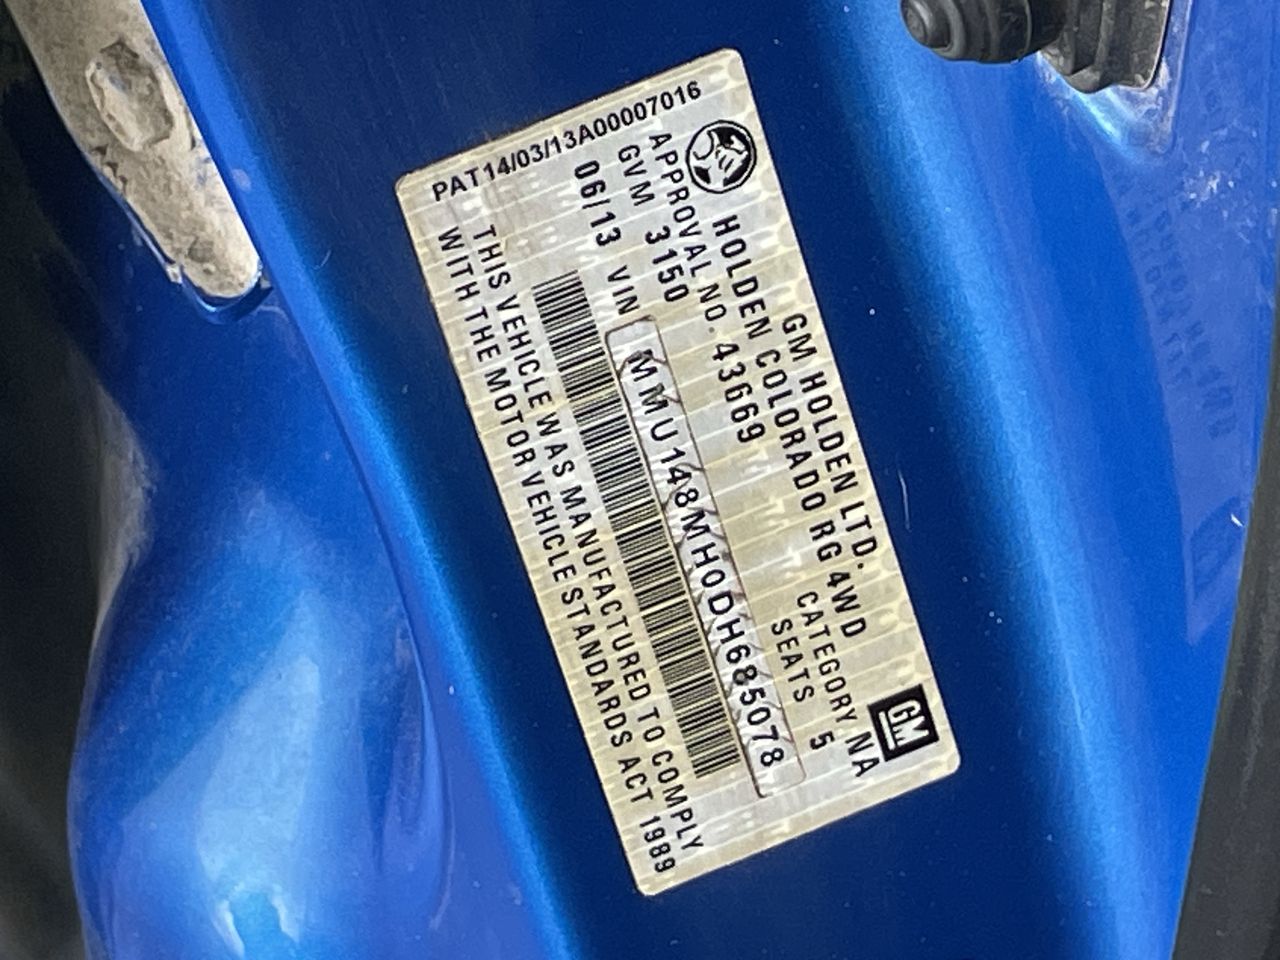 GM HOLDEN LTD.
HOLDEN COLORADO RG 4WD
APPROVAL NO. 43669 CATEGORY NA
GVM 3150 SEATS 5
06/13 VIN MMU148MH0DH685078
THIS VEHICLE WAS MANUFACTURED TO COMPLY
WITH THE MOTOR VEHICLE STANDARDS ACT 1989
PAT14/03/13A00007016
GM